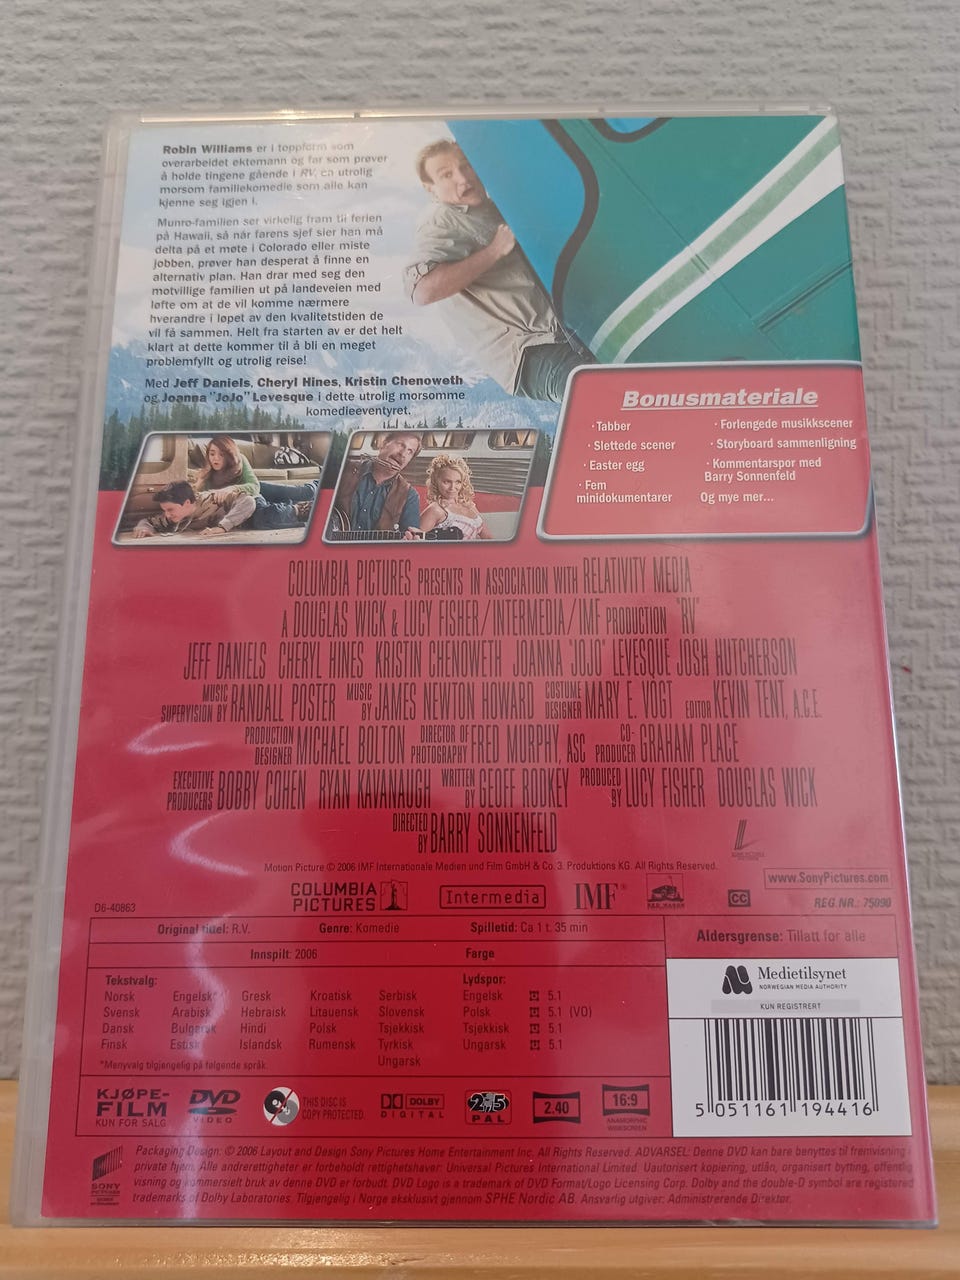 Robin Williams er i toppform som
overarbeidet ektemann og far som prøver
å holde tingene gående i RV, en utrolig
morsom familiekomedie som alle kan
kjenne seg igjen i.
Munro-familien ser virkelig fram til ferien
på Hawaii, så når farens sjef sier han må
delta på et møte i Colorado eller miste
jobben, prøver han desperat å finne en
alternativ plan. Han drar med seg den
motvillige familien ut på landeveien med
løfte om at de vil komme nærmere
hverandre i løpet av den kvalitetstiden de
vil få sammen. Helt fra starten av er det helt
klart at dette kommer til å bli en meget
problemfyllt og utrolig reise!
Med Jeff Daniels, Cheryl Hines, Kristin Chenoweth
og Joanna "JoJo" Levesque i dette utrolig morsomme
komedieeventyret.
Bonusmateriale
· Tabber
· Slettede scener
· Easter egg
· Fem
minidokumentarer
· Forlengede musikkscener
· Storyboard sammenligning
· Kommentarspor med
Barry Sonnenfeld
Og mye mer...
COLUMBIA PICTURES PRESENTS IN ASSOCIATION WITH RELATIVITY MEDIA
A DOUGLAS WICK & LUCY FISHER/INTERMEDIA/IMF PRODUCTION "RV"
JEFF DANIELS CHERYL HINES KRISTIN CHENOWETH JOANNA "JOJO" LEVESQUE JOSH HUTCHERSON
MUSIC SUPERVISION BY RANDALL POSTER MUSIC BY JAMES NEWTON HOWARD COSTUME DESIGNER MARY E. VOGT EDITOR KEVIN TENT, A.C.E.
PRODUCTION DESIGNER MICHAEL BOLTON DIRECTOR OF PHOTOGRAPHY FRED MURPHY, ASC CO-PRODUCER GRAHAM PLACE
EXECUTIVE PRODUCERS BOBBY COHEN RYAN KAVANAUGH WRITTEN BY GEOFF RODKEY PRODUCED BY LUCY FISHER DOUGLAS WICK
DIRECTED BY BARRY SONNENFELD
Motion Picture © 2006 IMF Internationale Medien und Film GmbH & Co. 3. Produktions KG. All Rights Reserved.
www.SonyPictures.com
COLUMBIA
PICTURES
Intermedia
IMF®
RED WAGON
CC
D6-40863
REG.NR.: 75090
Original tittel: R.V. Genre: Komedie Spilletid: Ca 1 t. 35 min
Innspilt: 2006 Farge
Aldersgrense: Tillatt for alle
Tekstvalg:
Norsk Engelsk* Gresk Kroatisk Serbisk
Svensk Arabisk Hebraisk Litauensk Slovensk
Dansk Bulgarsk Hindi Polsk Tsjekkisk
Finsk Estisk Islandsk Rumensk Tyrkisk
Ungarsk
*Menyvalg tilgjengelig på følgende språk.
Lydspor:
Engelsk 5.1
Polsk 5.1 (VO)
Tsjekkisk 5.1
Ungarsk 5.1
Medietilsynet
NORWEGIAN MEDIA AUTHORITY
KUN REGISTRERT
5 051161 194416
KJØPE-
FILM
KUN FOR SALG
DVD
VIDEO
THIS DISC IS
COPY PROTECTED
DOLBY
DIGITAL
2 5
PAL
2.40
16:9
ANAMORPHIC
WIDESCREEN
SONY
PICTURES
Packaging Design: © 2006 Layout and Design Sony Pictures Home Entertainment Inc. All Rights Reserved. ADVARSEL: Denne DVD kan bare benyttes til fremvisning i
private hjem. Alle andrerettigheter er forbeholdt rettighetshaver: Universal Pictures International Limited. Uautorisert kopiering, utlån, organisert bytting, offentlig
visning og kommersielt bruk av denne DVD er forbudt. DVD Logo is a trademark of DVD Format/Logo Licensing Corp. Dolby and the double-D symbol are registered
trademarks of Dolby Laboratories. Tilgjengelig i Norge eksklusivt gjennom SPHE Nordic AB. Ansvarlig utgiver: Administrerende Direktør.